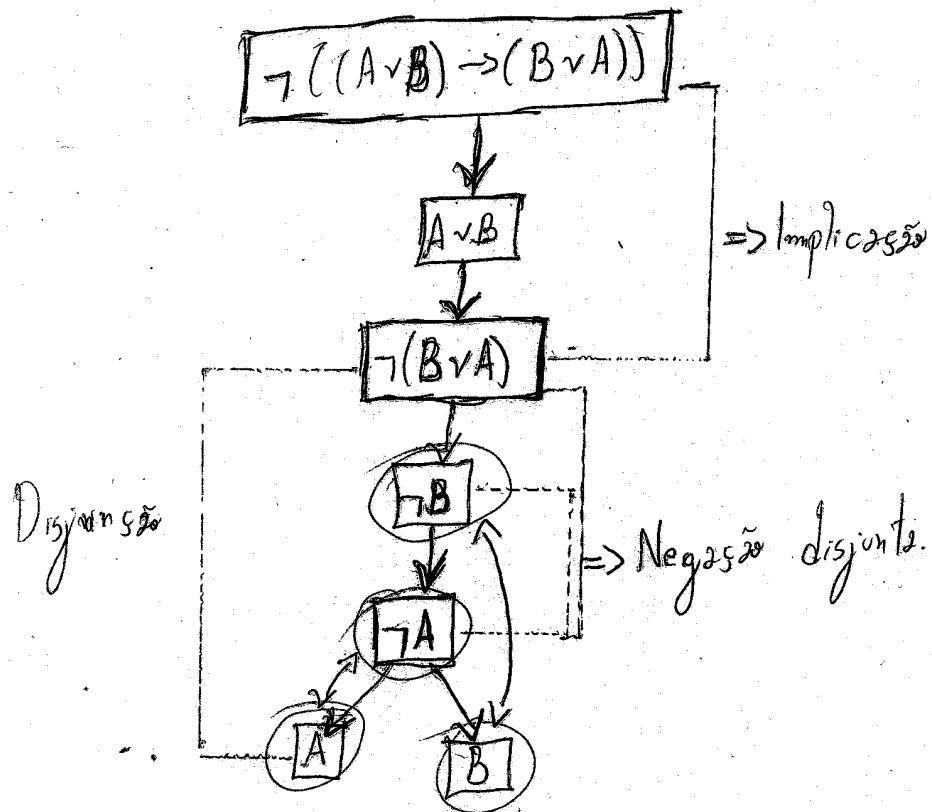 ¬((A∨B)→(B∨A))
A∨B
=> Implicação
¬(B∨A)
¬B
Disjunção
=> Negação disjunta.
¬A
A
B